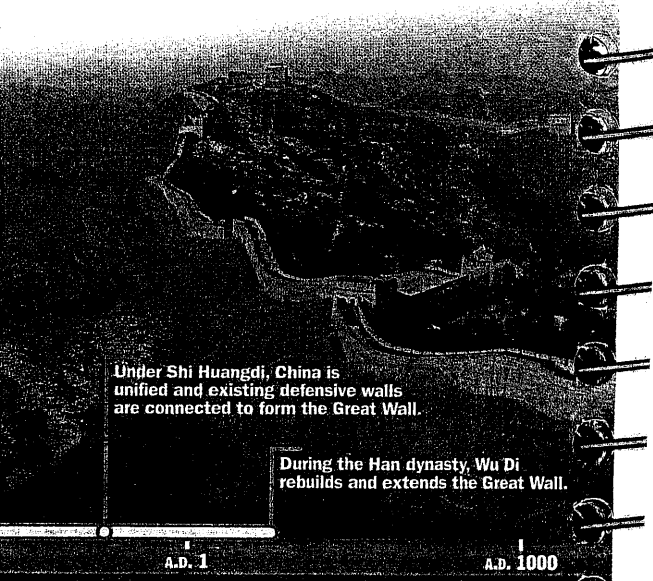 Under Shi Huangdi, China is
unified and existing defensive walls
are connected to form the Great Wall.
During the Han dynasty, Wu Di
rebuilds and extends the Great Wall.
A.D. 1
A.D. 1000